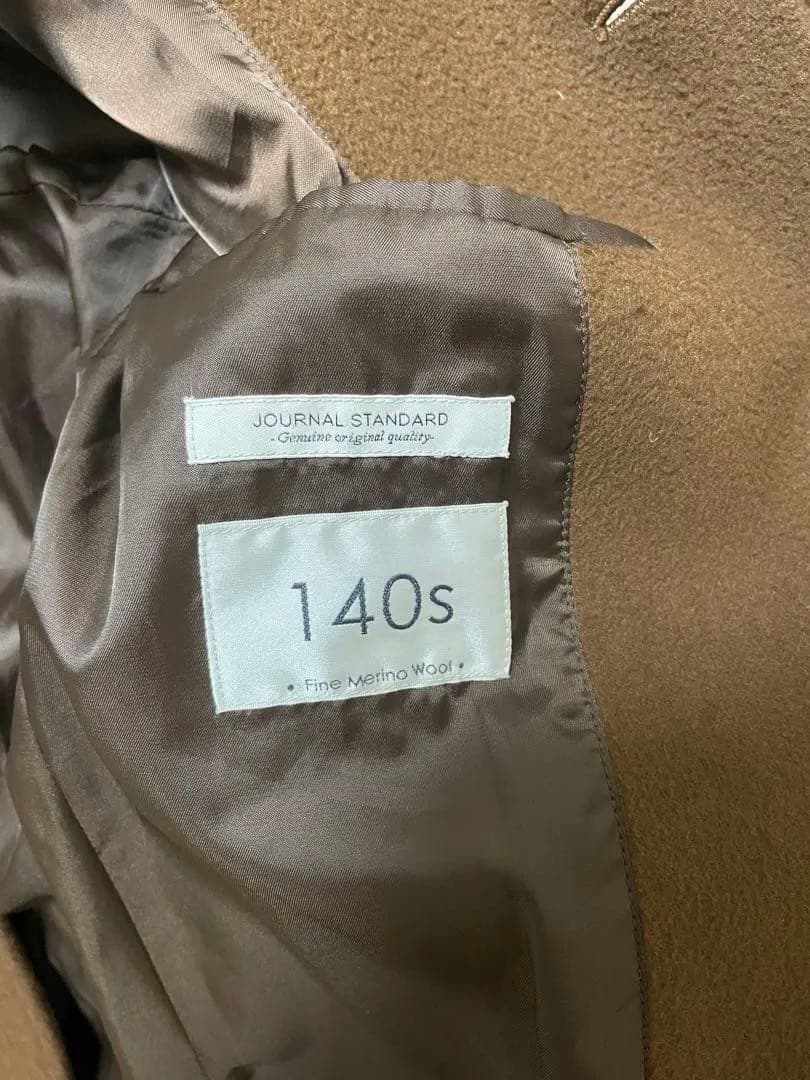 JOURNAL STANDARD
-Genuine original quality-
140s
• Fine Merino Wool •